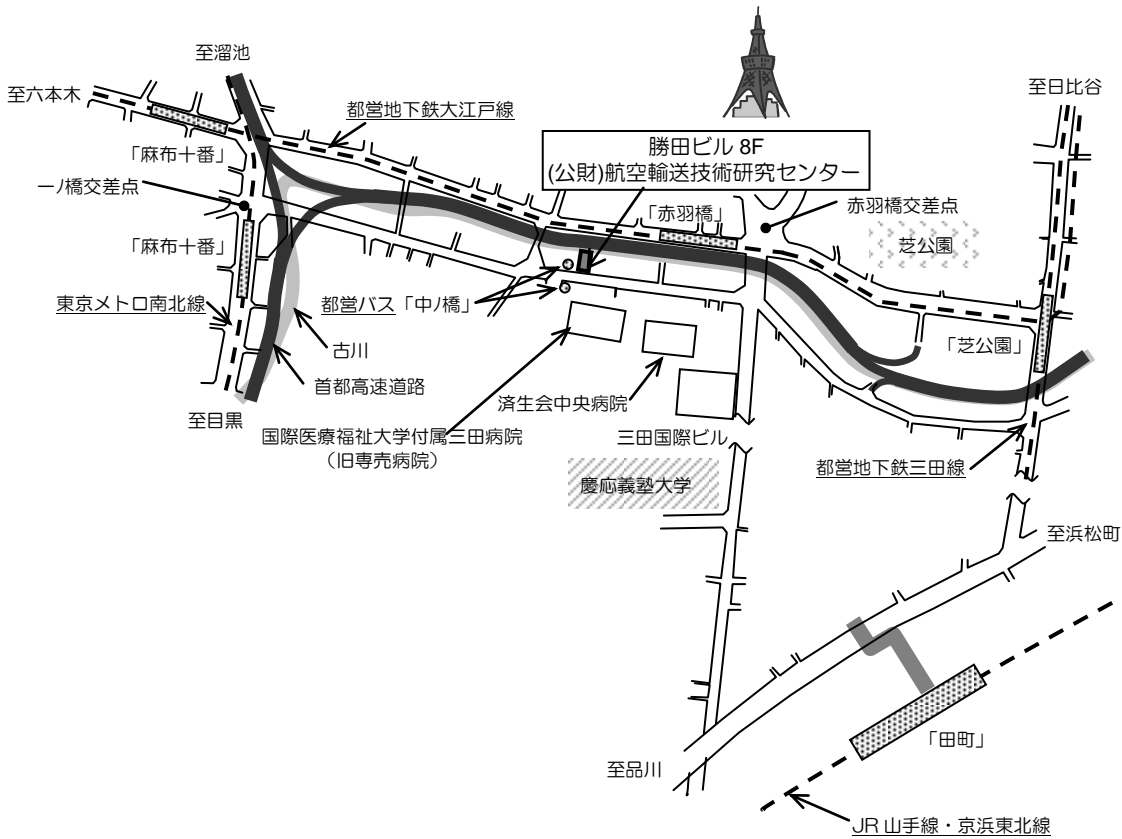 至溜池
至六本木
至日比谷
都営地下鉄大江戸線
「麻布十番」
勝田ビル 8F
(公財)航空輸送技術研究センター
一ノ橋交差点
「赤羽橋」
赤羽橋交差点
「麻布十番」
芝公園
東京メトロ南北線
都営バス「中ノ橋」
古川
「芝公園」
首都高速道路
至目黒
済生会中央病院
国際医療福祉大学付属三田病院
（旧専売病院）
三田国際ビル
都営地下鉄三田線
慶応義塾大学
至浜松町
「田町」
至品川
JR 山手線・京浜東北線